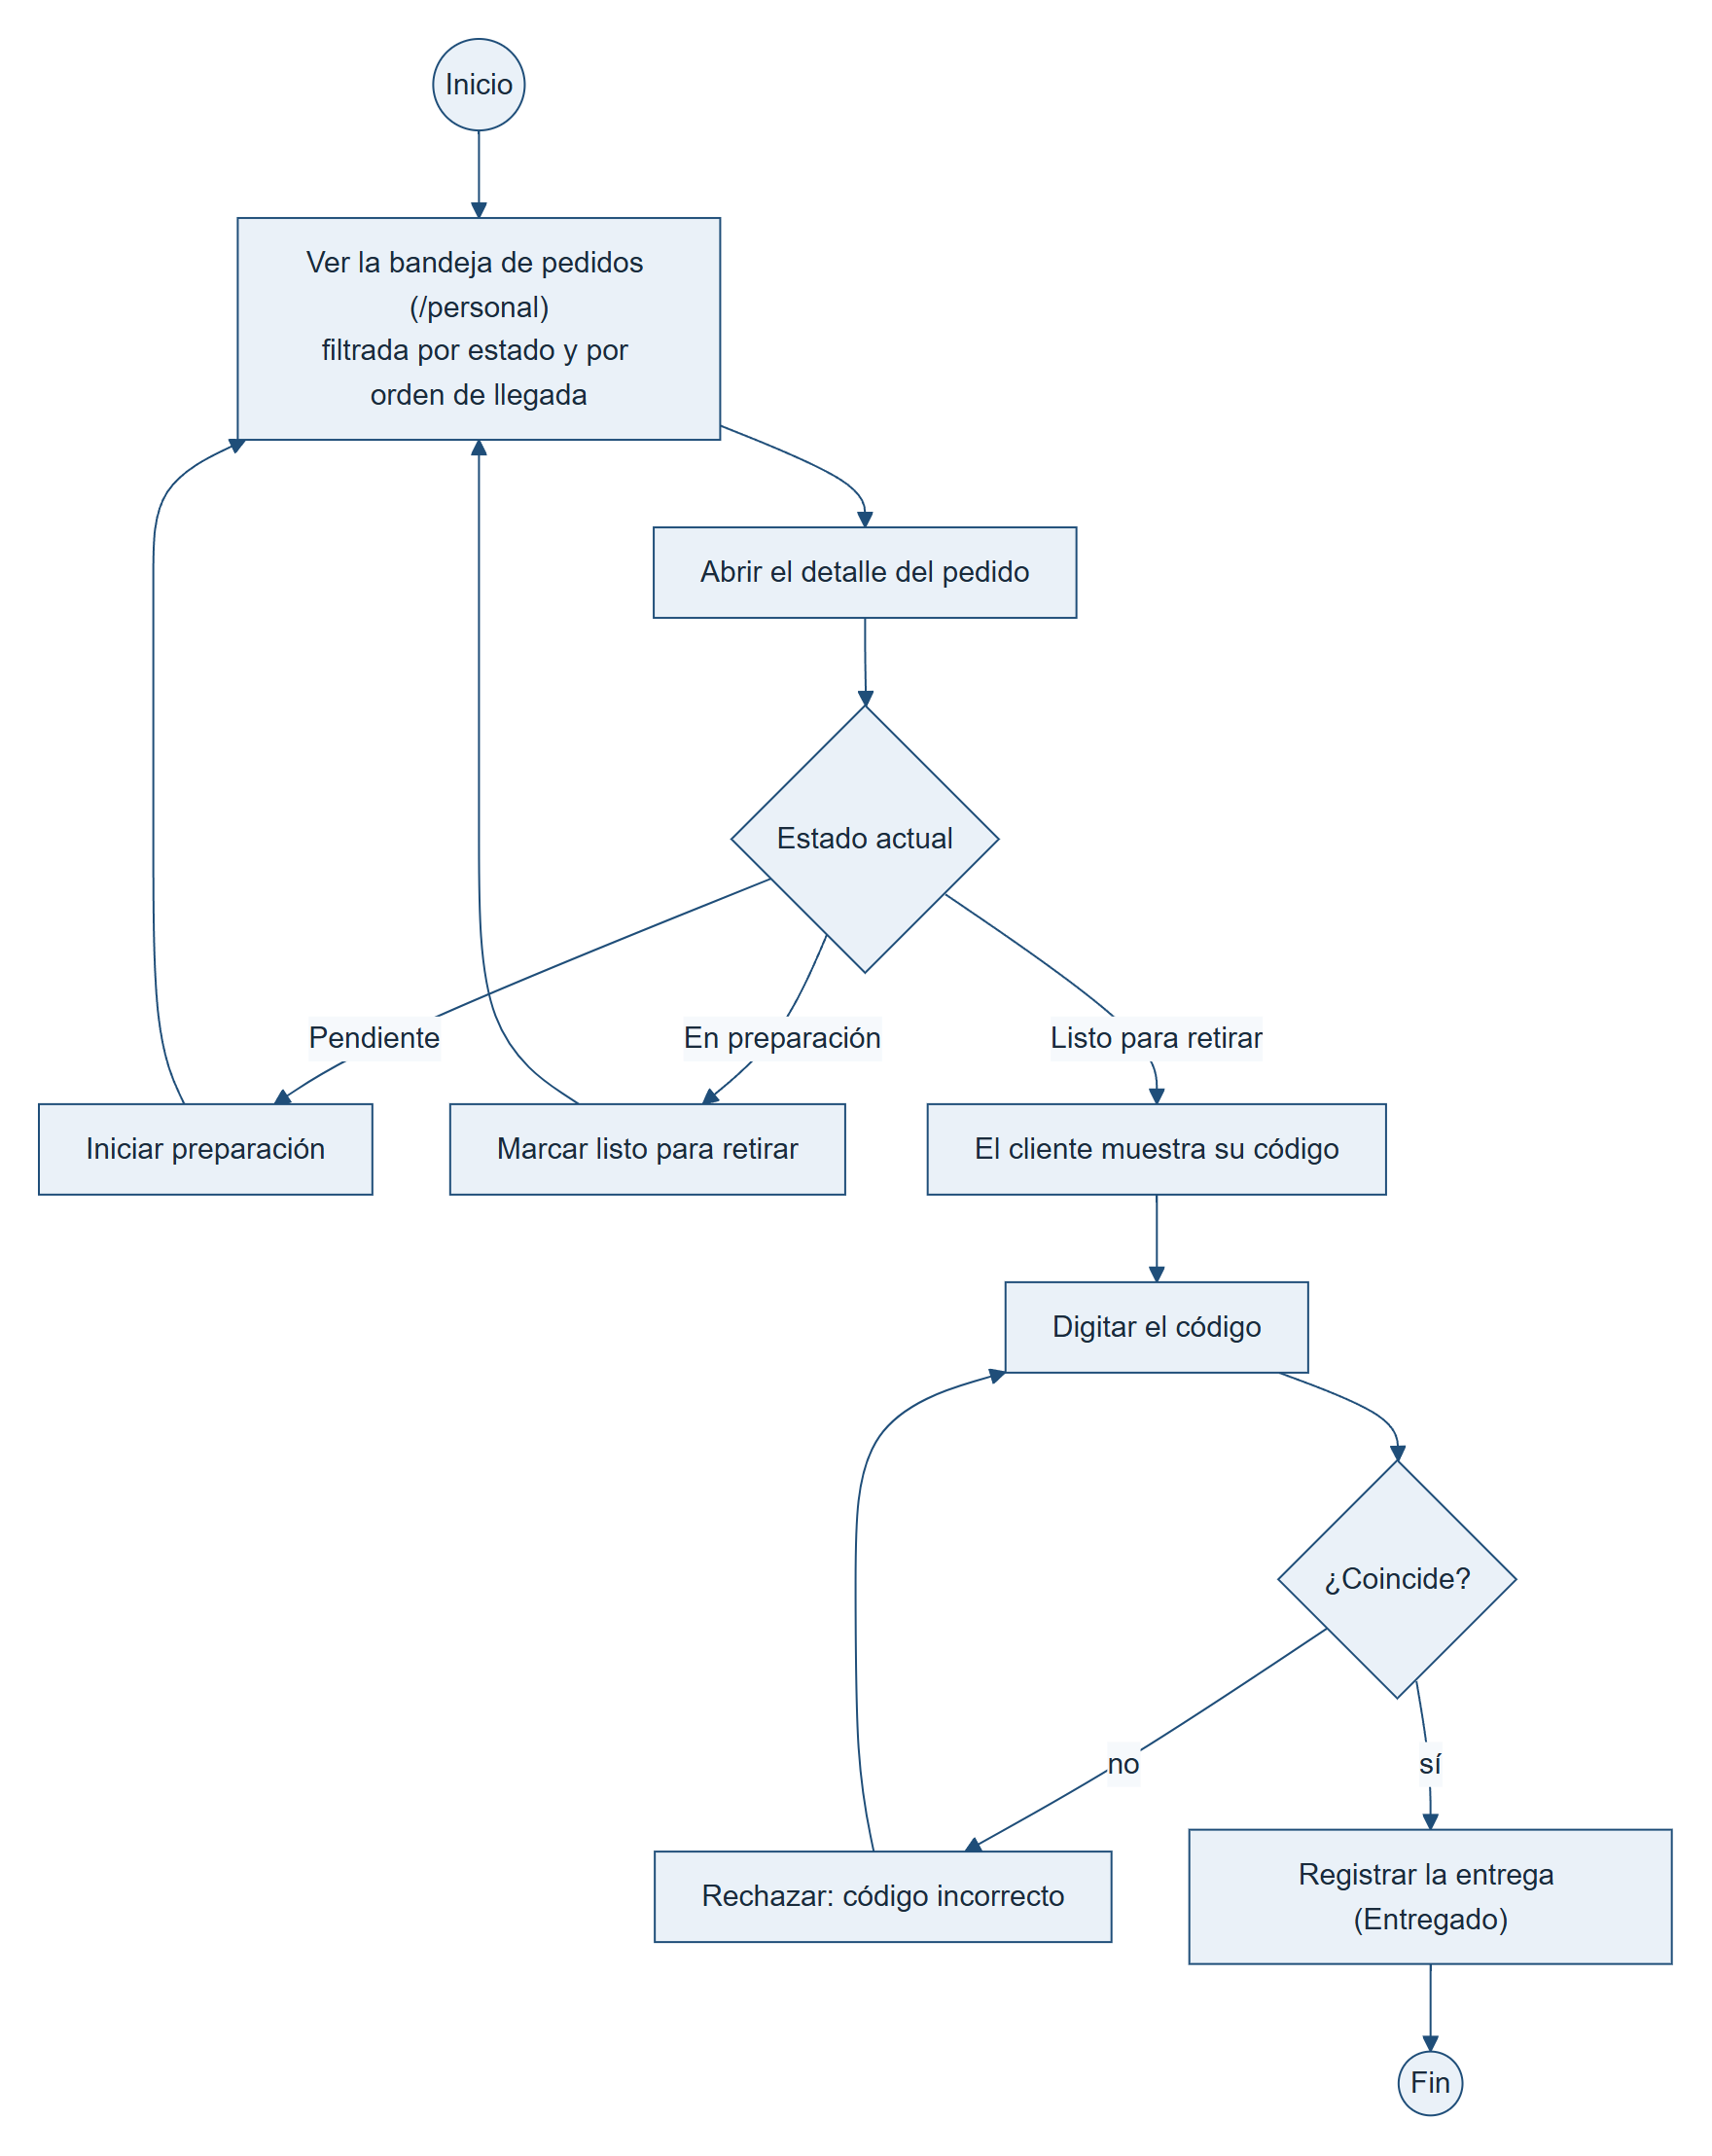 Inicio
Ver la bandeja de pedidos
(/personal)
filtrada por estado y por
orden de llegada
Abrir el detalle del pedido
Estado actual
Pendiente
En preparación
Listo para retirar
Iniciar preparación
Marcar listo para retirar
El cliente muestra su código
Digitar el código
¿Coincide?
no
sí
Rechazar: código incorrecto
Registrar la entrega
(Entregado)
Fin